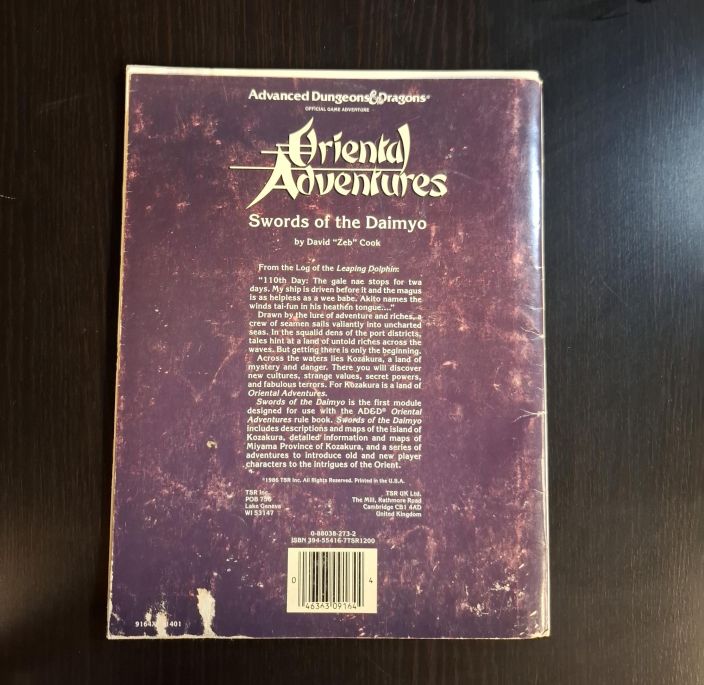 Advanced Dungeons&Dragons®
OFFICIAL GAME ADVENTURE
Oriental
Adventures
Swords of the Daimyo
by David "Zeb" Cook
From the Log of the Leaping Dolphin:
"110th Day: The gale nae stops for twa
days. My ship is driven before it and the magus
is as helpless as a wee babe. Akito names the
winds tai-fun in his heathen tongue...."
Drawn by the lure of adventure and riches, a
crew of seamen sails valiantly into uncharted
seas. In the squalid dens of the port districts,
tales hint at a land of untold riches across the
waves. But getting there is only the beginning.
Across the waters lies Kozakura, a land of
mystery and danger. There you will discover
new cultures, strange values, secret powers,
and fabulous terrors. For Kozakura is a land of
Oriental Adventures.
Swords of the Daimyo is the first module
designed for use with the AD&D® Oriental
Adventures rule book. Swords of the Daimyo
includes descriptions and maps of the island of
Kozakura, detailed information and maps of
Miyama Province of Kozakura, and a series of
adventures to introduce old and new player
characters to the intrigues of the Orient.
©1986 TSR Inc. All Rights Reserved. Printed in the U.S.A.
TSR Inc.
POB 756
Lake Geneva
WI 53147
TSR UK Ltd.
The Mill, Rathmore Road
Cambridge CB1 4AD
United Kingdom
0-88038-273-2
ISBN 394-55416-7TSR1200
0 46363 09164 4
1401